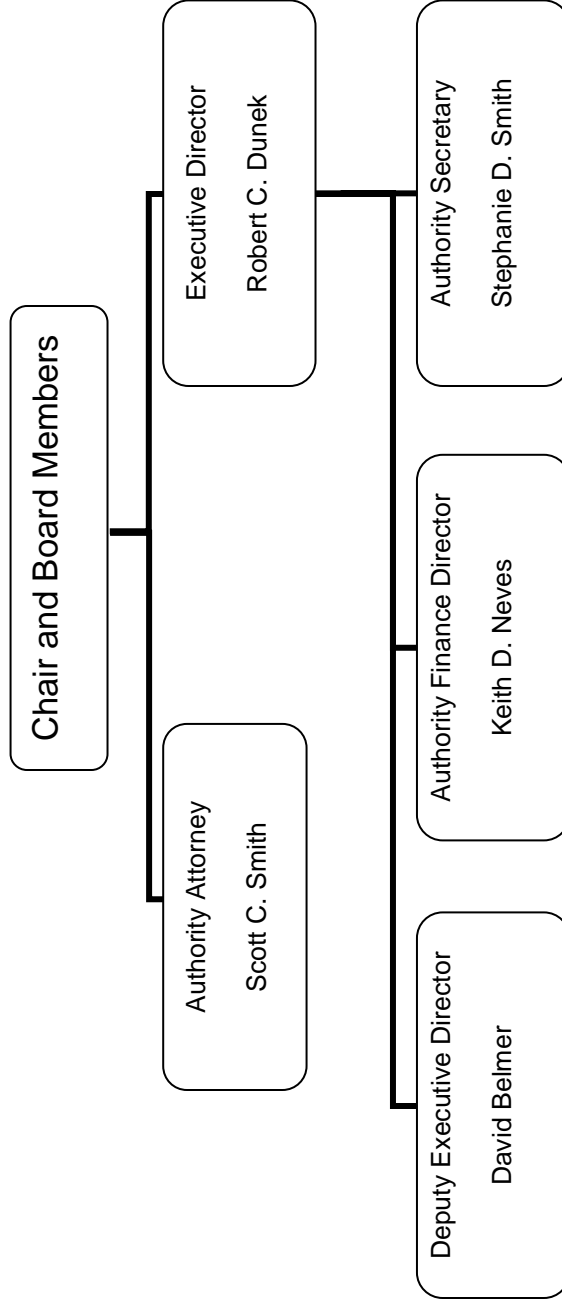 Chair and Board Members
Authority Attorney
Scott C. Smith
Executive Director
Robert C. Dunek
Deputy Executive Director
David Belmer
Authority Finance Director
Keith D. Neves
Authority Secretary
Stephanie D. Smith